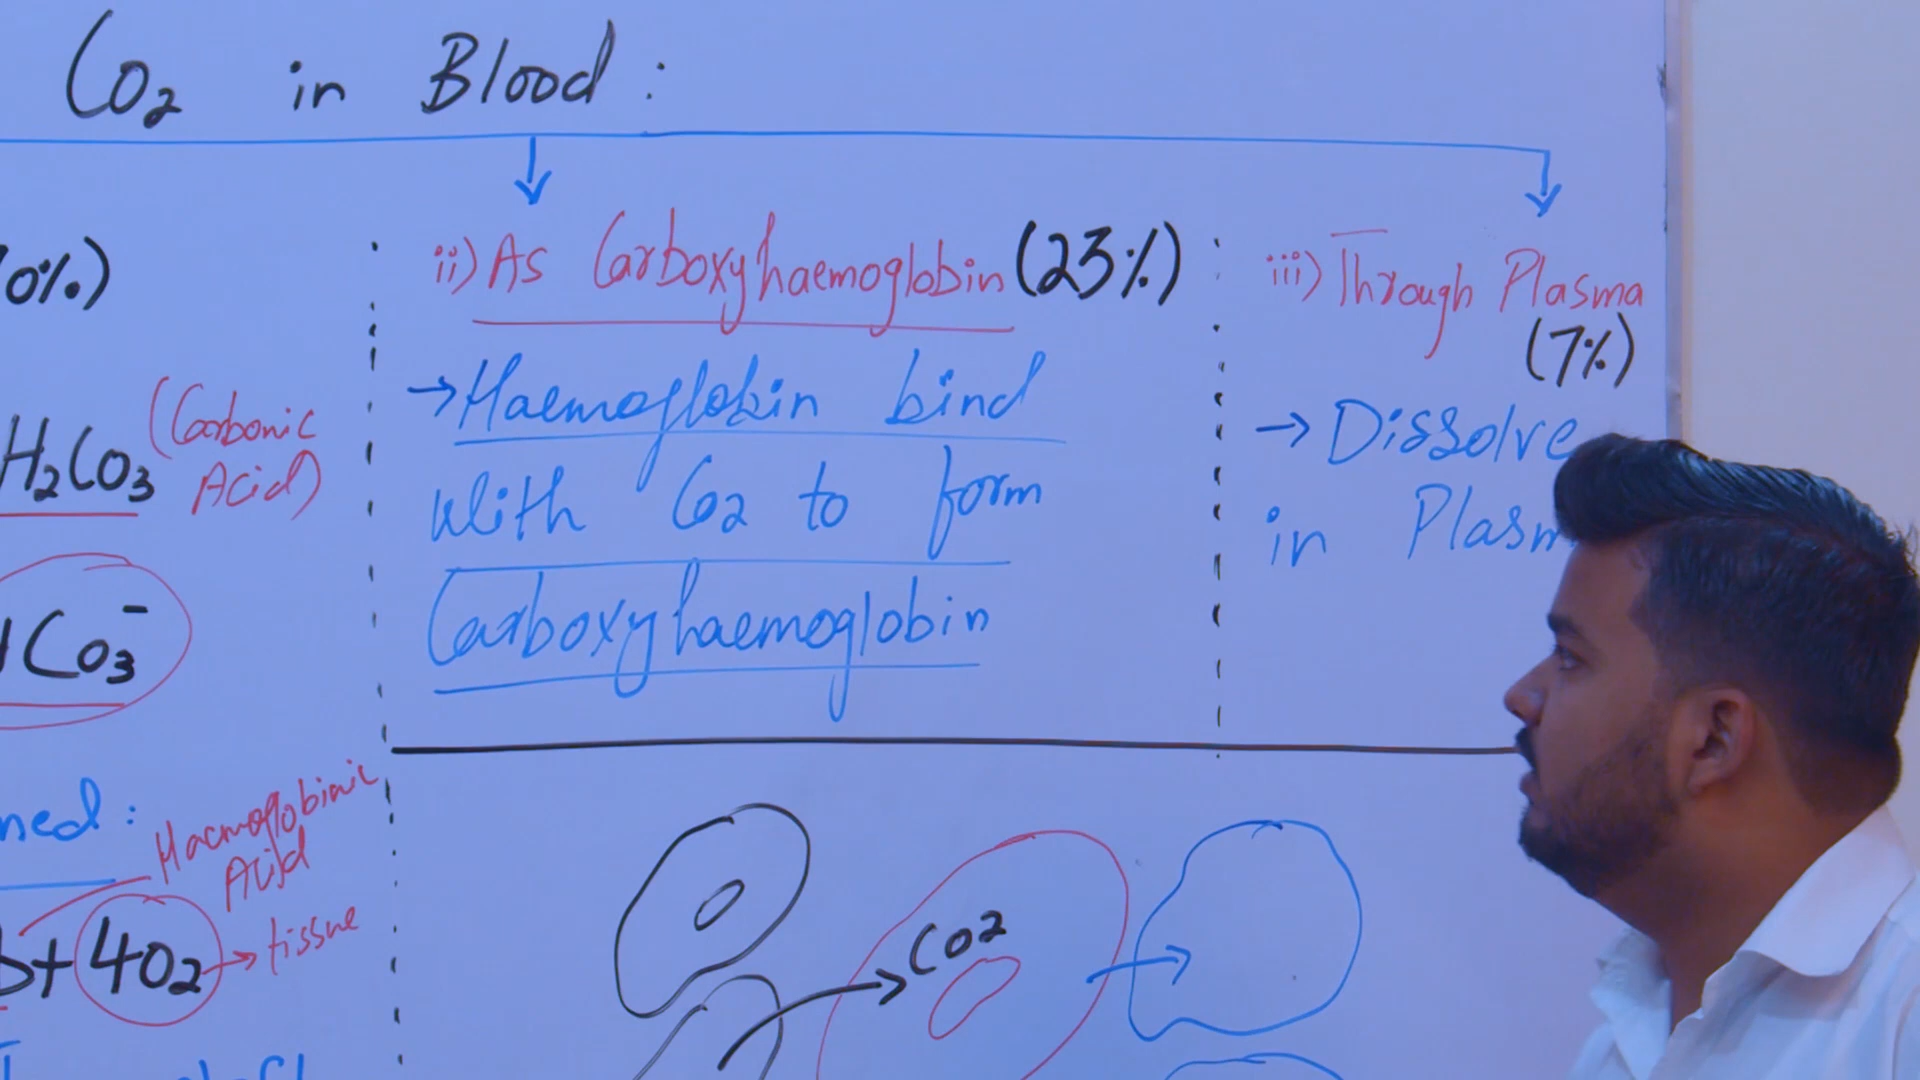 CO2 in Blood :
0%)
H2CO3 (Carbonic
Acid)
CO3-
ned :
Haemoglobinic
Acid
+ 4O2 → tissue
ii) As Carboxyhaemoglobin (23%)
→ Haemoglobin bind
With CO2 to form
Carboxyhaemoglobin
iii) Through Plasma
(7%)
→ Dissolve
in Plasm
CO2